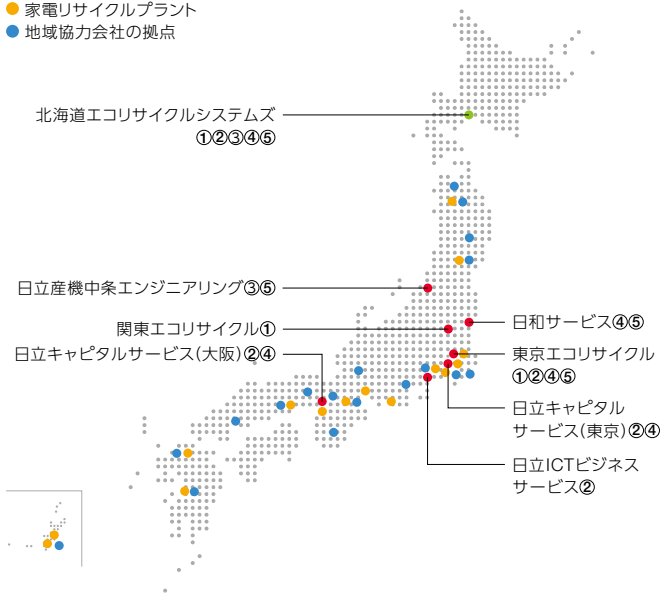 家電リサイクルプラント
地域協力会社の拠点
北海道エコリサイクルシステムズ
①②③④⑤
日立産機中条エンジニアリング③⑤
関東エコリサイクル①
日立キャピタルサービス(大阪)②④
日和サービス④⑤
東京エコリサイクル
①②④⑤
日立キャピタル
サービス(東京)②④
日立ICTビジネス
サービス②